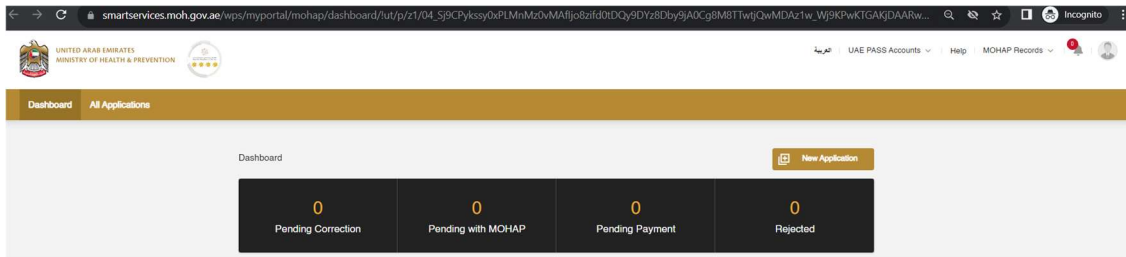 smartservices.moh.gov.ae/wps/myportal/mohap/dashboard/!ut/p/z1/04_Sj9CPykssy0xPLMnMz0vMAfIjo8zifd0tDQy9DYz8Dby9jA0Cg8M8TTwtjQwMDAz1w_Wj9KPwKTGAKjDAARw...
Incognito
UNITED ARAB EMIRATES
MINISTRY OF HEALTH & PREVENTION
العربية
UAE PASS Accounts
Help
MOHAP Records
0
Dashboard
All Applications
Dashboard
New Application
0
Pending Correction
0
Pending with MOHAP
0
Pending Payment
0
Rejected